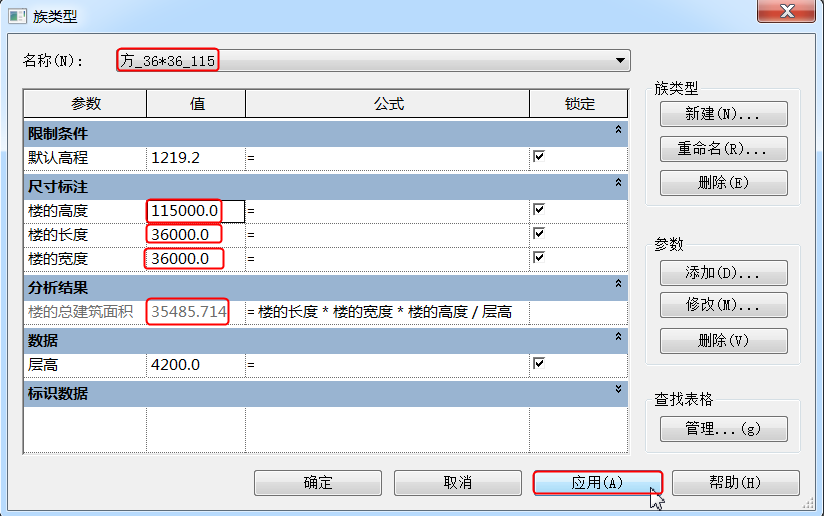 族类型
名称(N): 方_36*36_115
参数 值 公式 锁定
限制条件
默认高程 1219.2 =
尺寸标注
楼的高度 115000.0 =
楼的长度 36000.0 =
楼的宽度 36000.0 =
分析结果
楼的总建筑面积 35485.714 = 楼的长度 * 楼的宽度 * 楼的高度 / 层高
数据
层高 4200.0 =
标识数据
族类型
新建(N)...
重命名(R)...
删除(E)
参数
添加(D)...
修改(M)...
删除(V)
查找表格
管理...(g)
确定 取消 应用(A) 帮助(H)